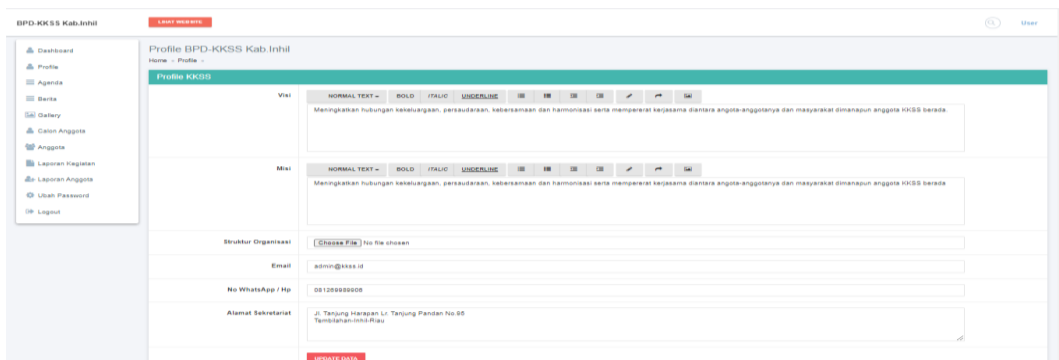 BPD-KKSS Kab.Inhil
LIHAT WEBSITE
User
Dashboard
Profile
Agenda
Berita
Gallery
Calon Anggota
Anggota
Laporan Kegiatan
Laporan Anggota
Ubah Password
Logout
Profile BPD-KKSS Kab.Inhil
Home - Profile -
Profile KKSS
Visi
NORMAL TEXT BOLD ITALIC UNDERLINE
Meningkatkan hubungan kekeluargaan, persaudaraan, kebersamaan dan harmonisasi serta mempererat kerjasama diantara angota-anggotanya dan masyarakat dimanapun anggota KKSS berada.
Misi
NORMAL TEXT BOLD ITALIC UNDERLINE
Meningkatkan hubungan kekeluargaan, persaudaraan, kebersamaan dan harmonisasi serta mempererat kerjasama diantara angota-anggotanya dan masyarakat dimanapun anggota KKSS berada
Struktur Organisasi
Choose File No file chosen
Email
admin@kkss.id
No WhatsApp / Hp
Alamat Sekretariat
Jl. Tanjung Harapan Lr. Tanjung Pandan No.95
Tembilahan-Inhil-Riau
UPDATE DATA